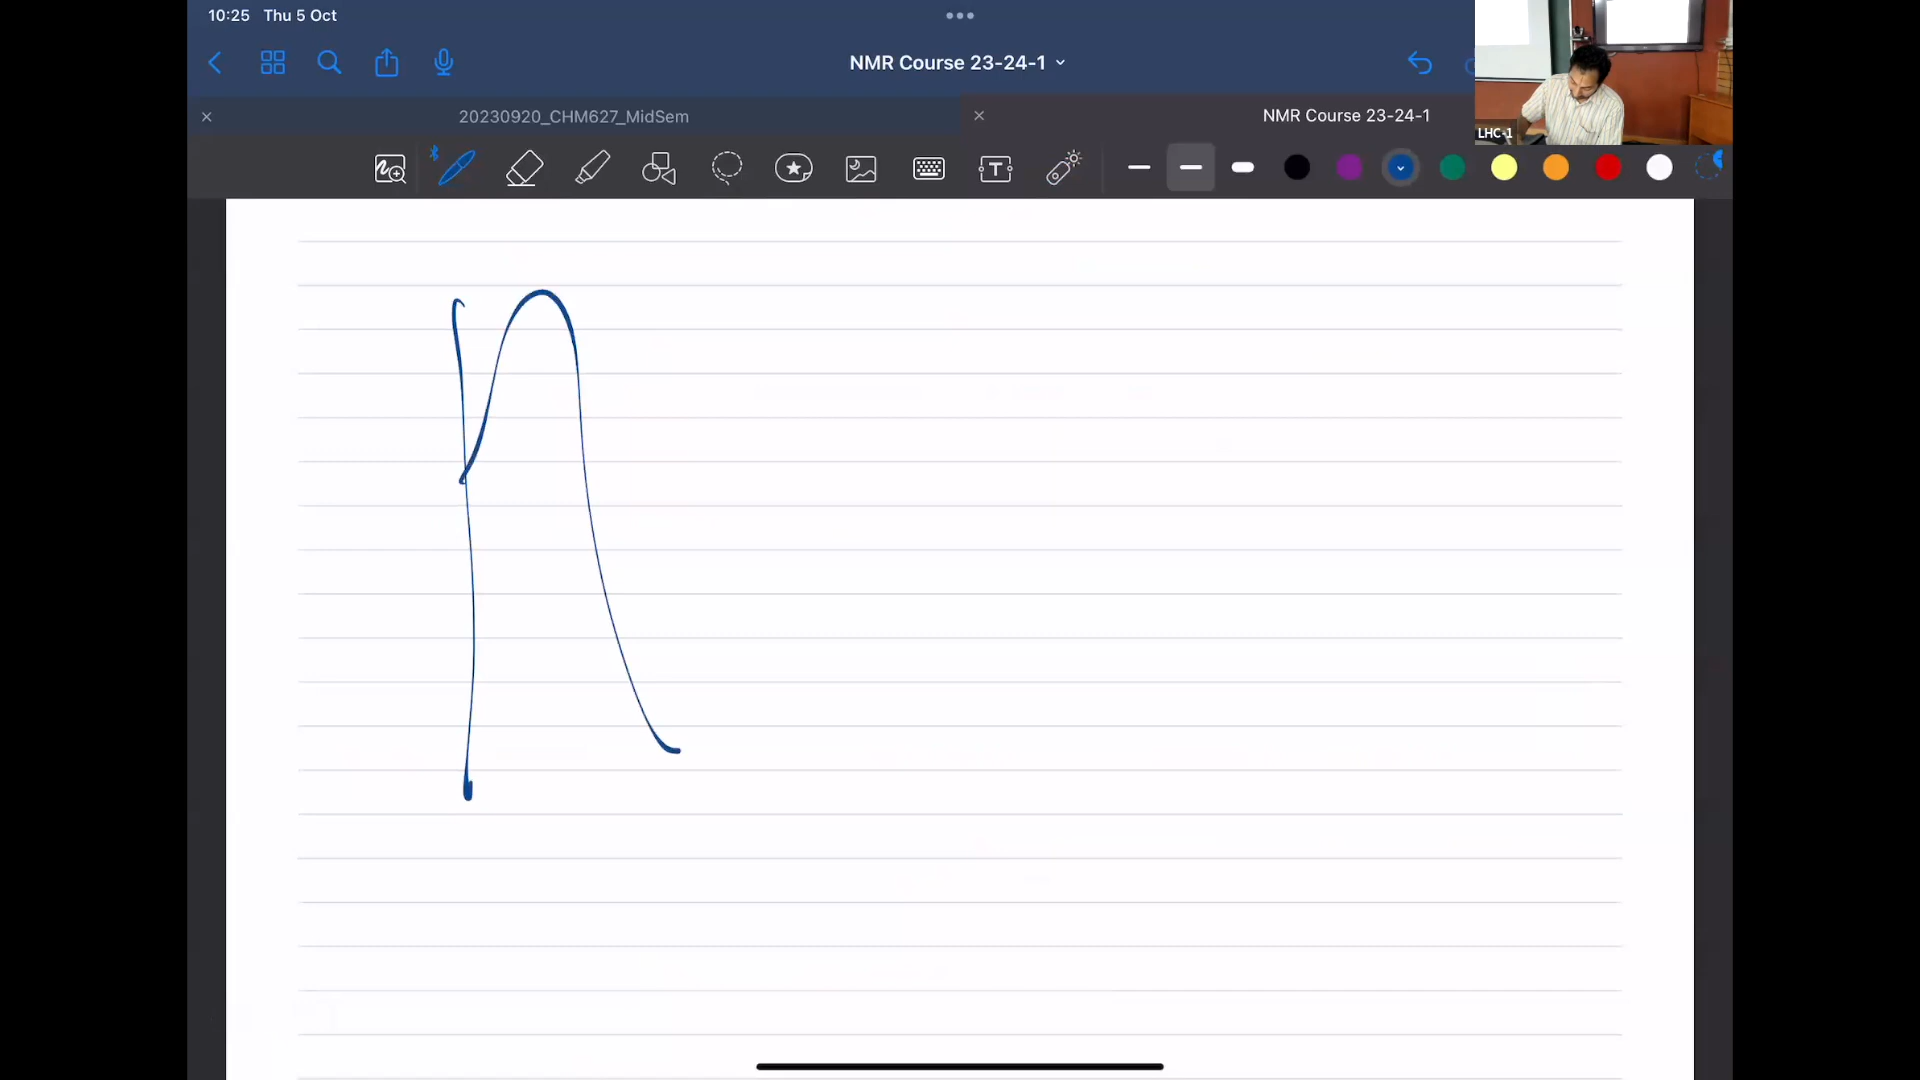 10:25 Thu 5 Oct
NMR Course 23-24-1
20230920_CHM627_MidSem
NMR Course 23-24-1
LHC-1
T
n